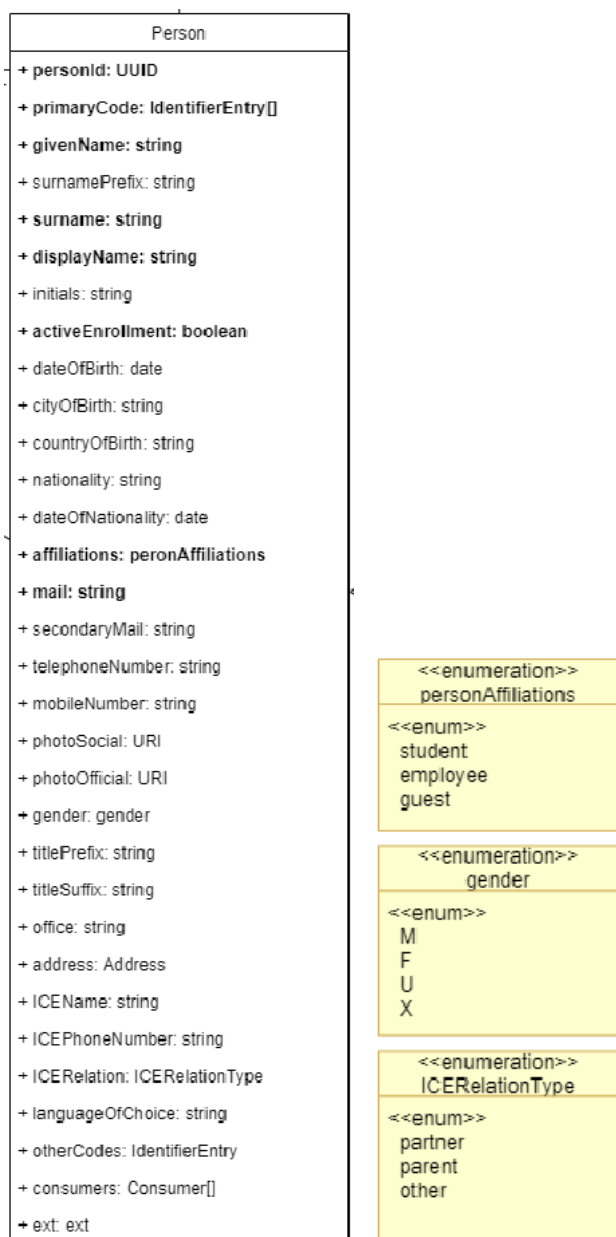 Person
+ personId: UUID
+ primaryCode: IdentifierEntry[]
+ givenName: string
+ surnamePrefix: string
+ surname: string
+ displayName: string
+ initials: string
+ activeEnrollment: boolean
+ dateOfBirth: date
+ cityOfBirth: string
+ countryOfBirth: string
+ nationality: string
+ dateOfNationality: date
+ affiliations: peronAffiliations
+ mail: string
+ secondaryMail: string
+ telephoneNumber: string
+ mobileNumber: string
+ photoSocial: URI
+ photoOfficial: URI
+ gender: gender
+ titlePrefix: string
+ titleSuffix: string
+ office: string
+ address: Address
+ ICEName: string
+ ICEPhoneNumber: string
+ ICERelation: ICERelationType
+ languageOfChoice: string
+ otherCodes: IdentifierEntry
+ consumers: Consumer[]
+ ext: ext
<<enumeration>>
personAffiliations
<<enum>>
student
employee
guest
<<enumeration>>
gender
<<enum>>
M
F
U
X
<<enumeration>>
ICERelationType
<<enum>>
partner
parent
other